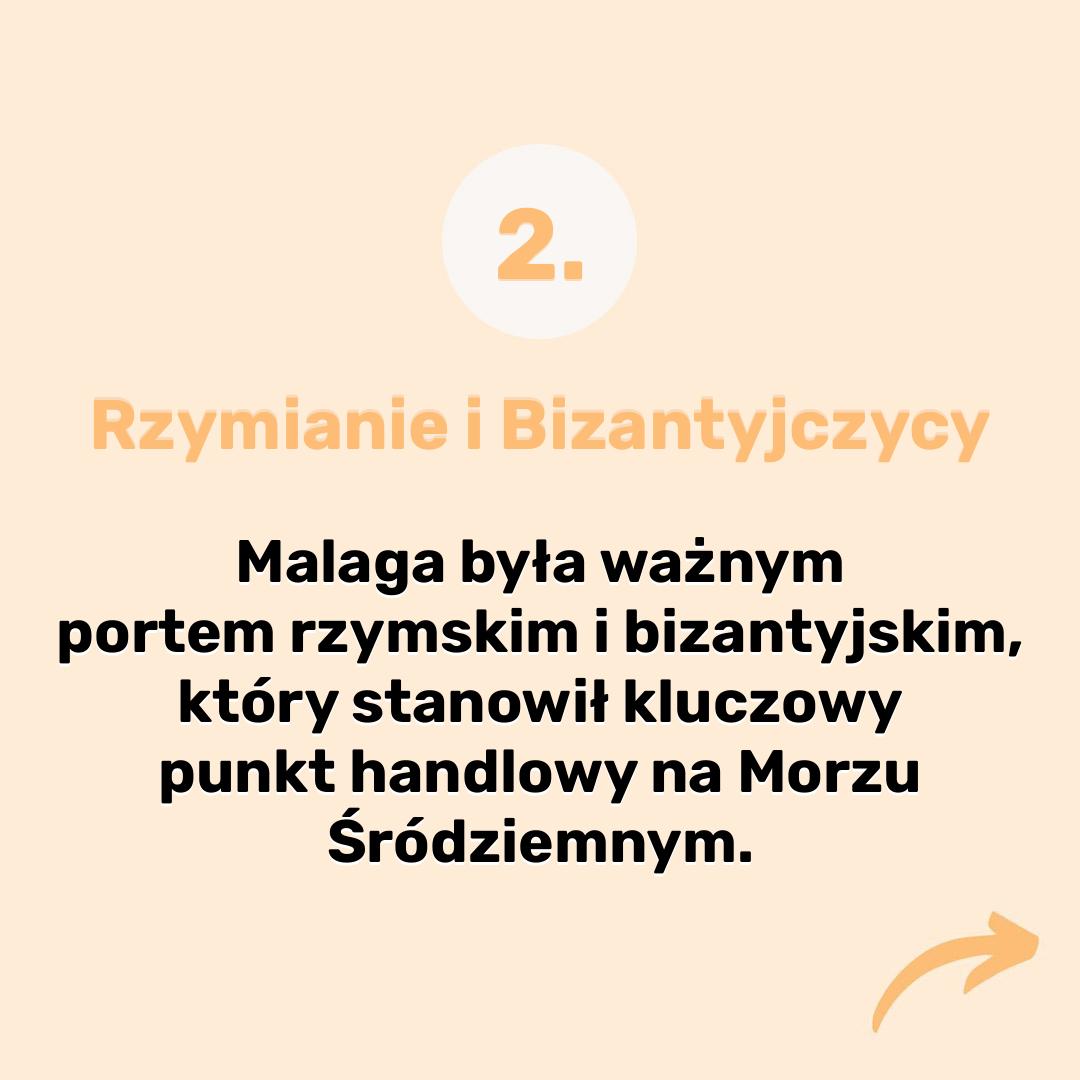 2.
Rzymianie i Bizantyjczycy
Malaga była ważnym
portem rzymskim i bizantyjskim,
który stanowił kluczowy
punkt handlowy na Morzu
Śródziemnym.